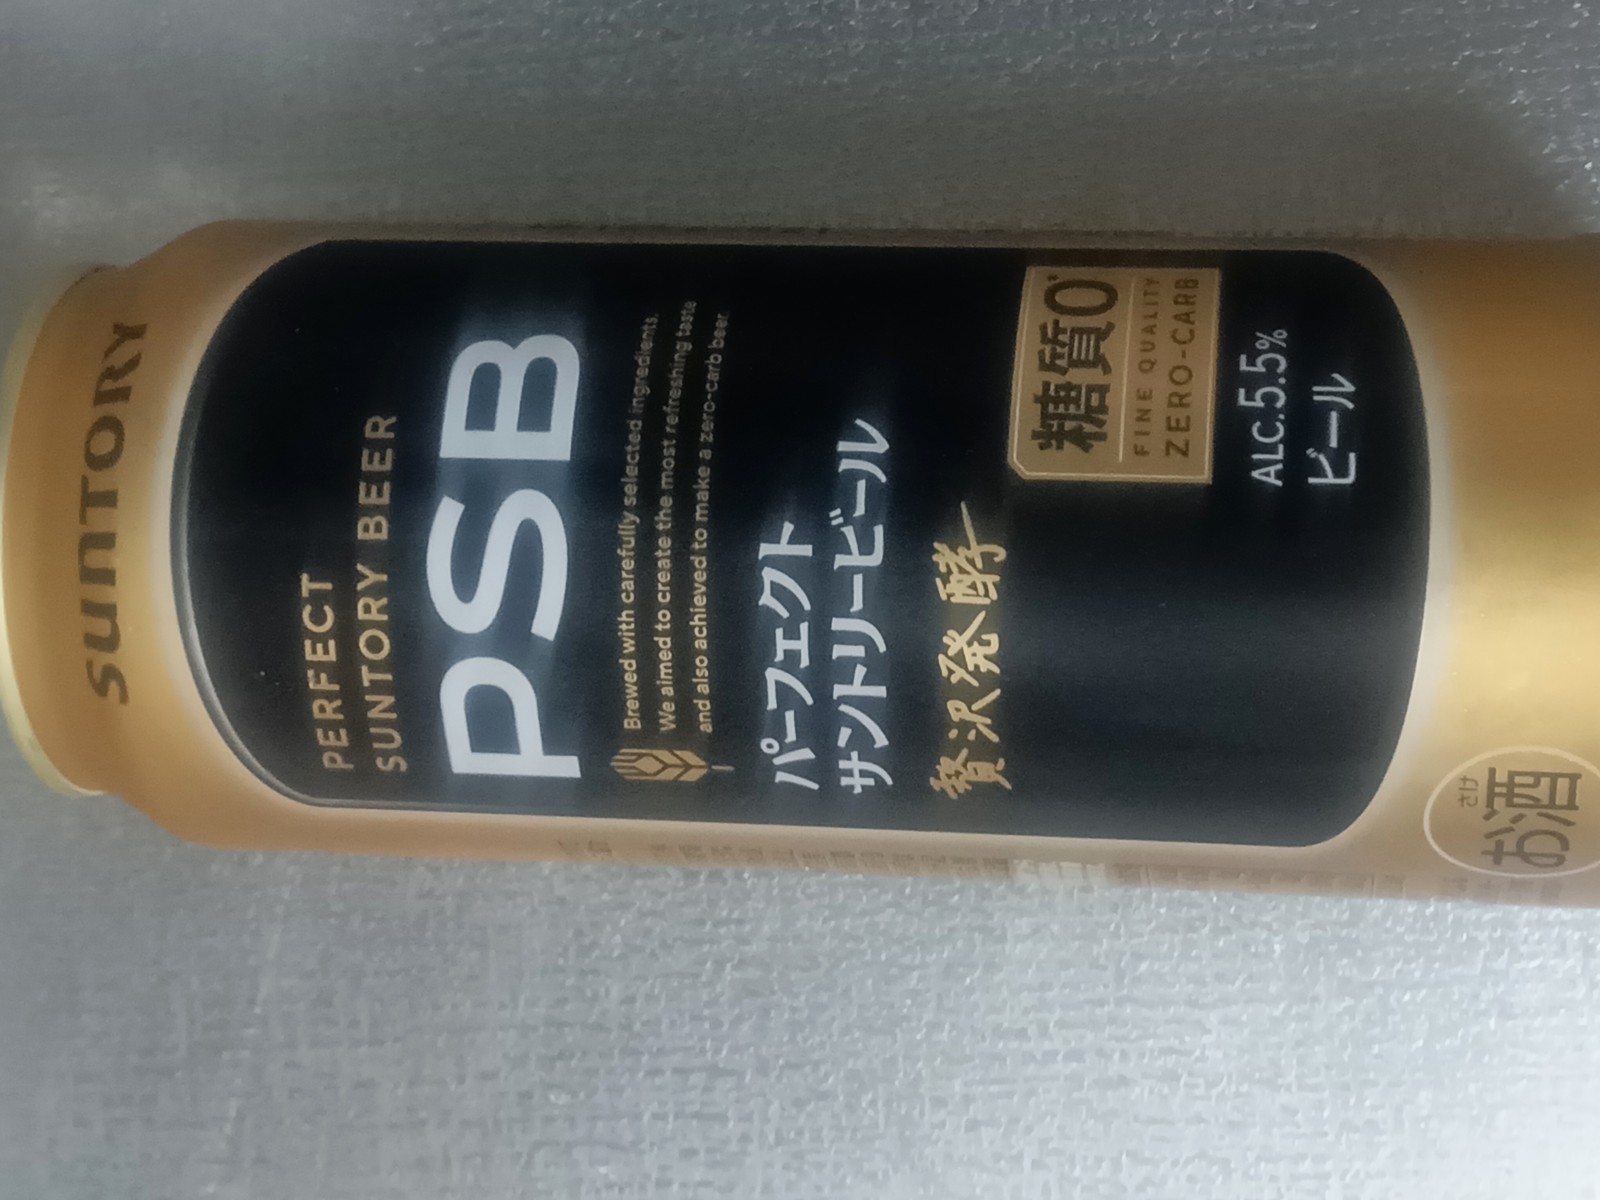 SUNTORY
PERFECT
SUNTORY BEER
PSB
Brewed with carefully selected ingredients.
We aimed to create the most refreshing taste
and also achieved to make a zero-carb beer.
パーフェクト
サントリービール
贅沢発酵
糖質0*
FINE QUALITY
ZERO-CARB
ALC.5.5%
ビール
さけ
お酒